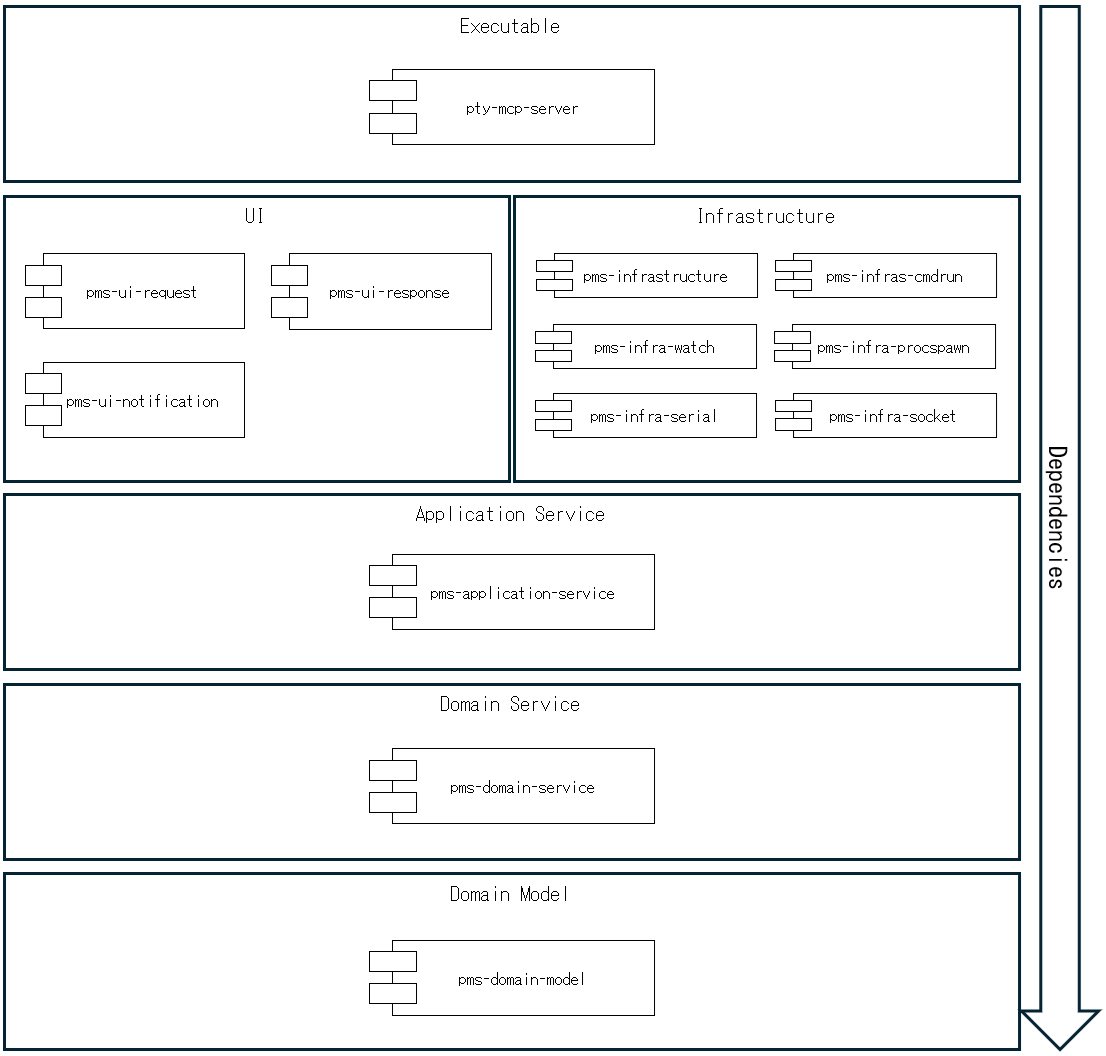 Executable
pty-mcp-server
UI
pms-ui-request
pms-ui-response
pms-ui-notification
Infrastructure
pms-infrastructure
pms-infras-cmdrun
pms-infra-watch
pms-infra-procspawn
pms-infra-serial
pms-infra-socket
Application Service
pms-application-service
Domain Service
pms-domain-service
Domain Model
pms-domain-model
Dependencies